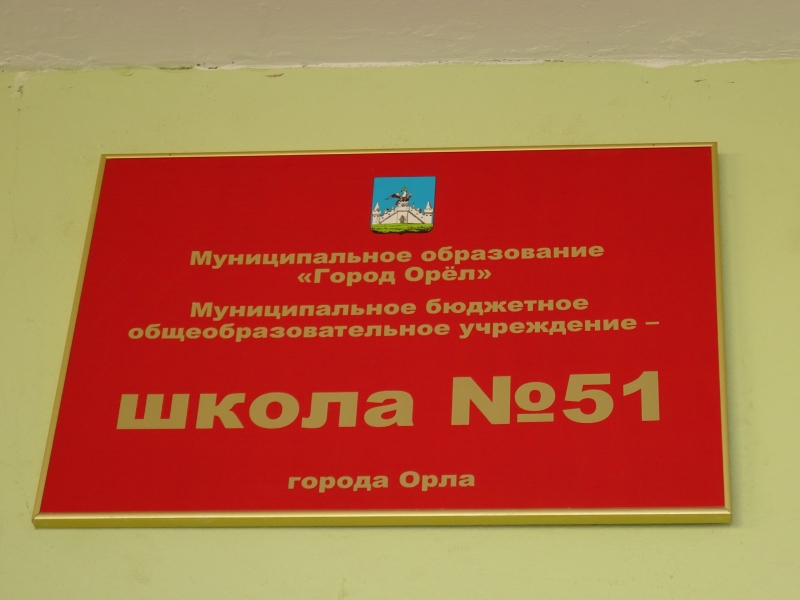 Муниципальное образование
«Город Орёл»
Муниципальное бюджетное
общеобразовательное учреждение –
школа №51
города Орла